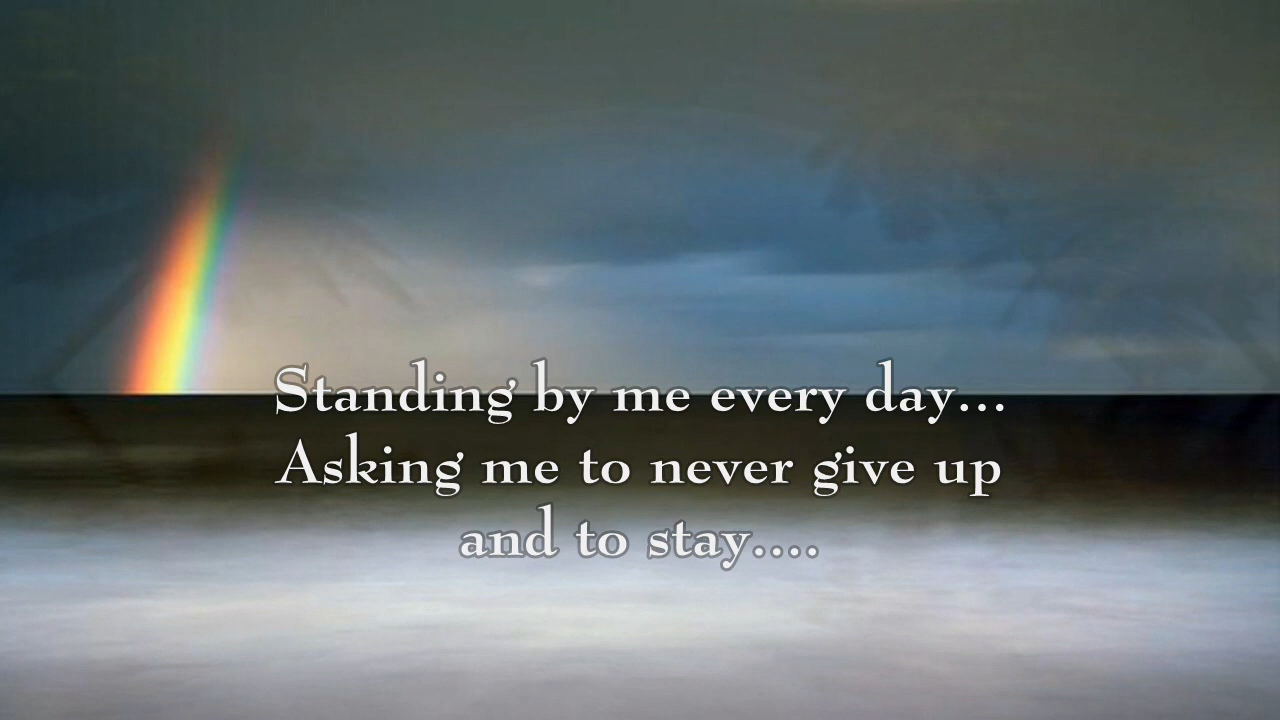 Standing by me every day...
Asking me to never give up
and to stay....